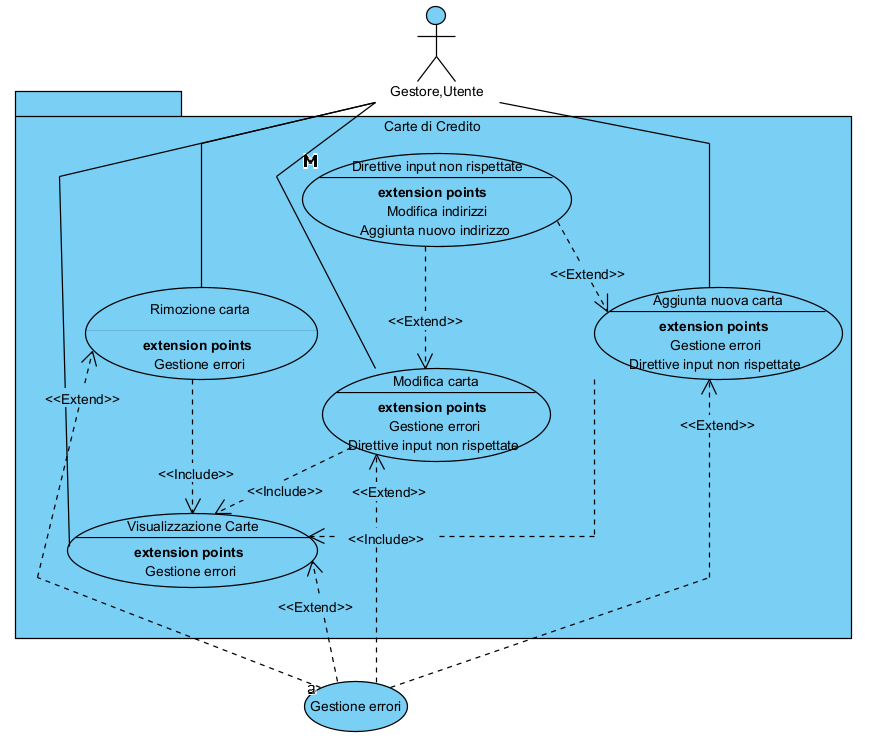 Gestore,Utente
Carte di Credito
M
Direttive input non rispettate
extension points
Modifica indirizzi
Aggiunta nuovo indirizzo
<<Extend>>
<<Extend>>
Rimozione carta
extension points
Gestione errori
Aggiunta nuova carta
extension points
Gestione errori
Direttive input non rispettate
Modifica carta
extension points
Gestione errori
Direttive input non rispettate
<<Extend>>
<<Extend>>
<<Include>>
<<Include>>
<<Extend>>
Visualizzazione Carte
extension points
Gestione errori
<<Include>>
<<Extend>>
a
Gestione errori